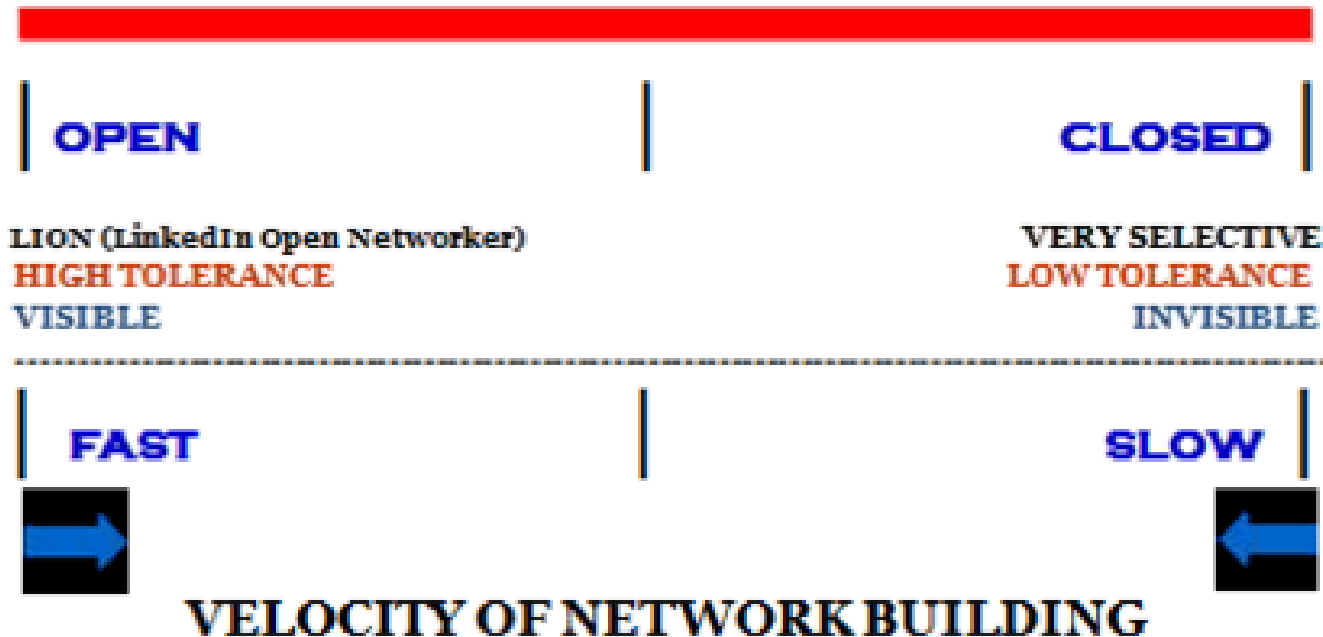 OPEN CLOSED
LION (LinkedIn Open Networker) VERY SELECTIVE
HIGH TOLERANCE LOW TOLERANCE
VISIBLE INVISIBLE
FAST SLOW
VELOCITY OF NETWORK BUILDING